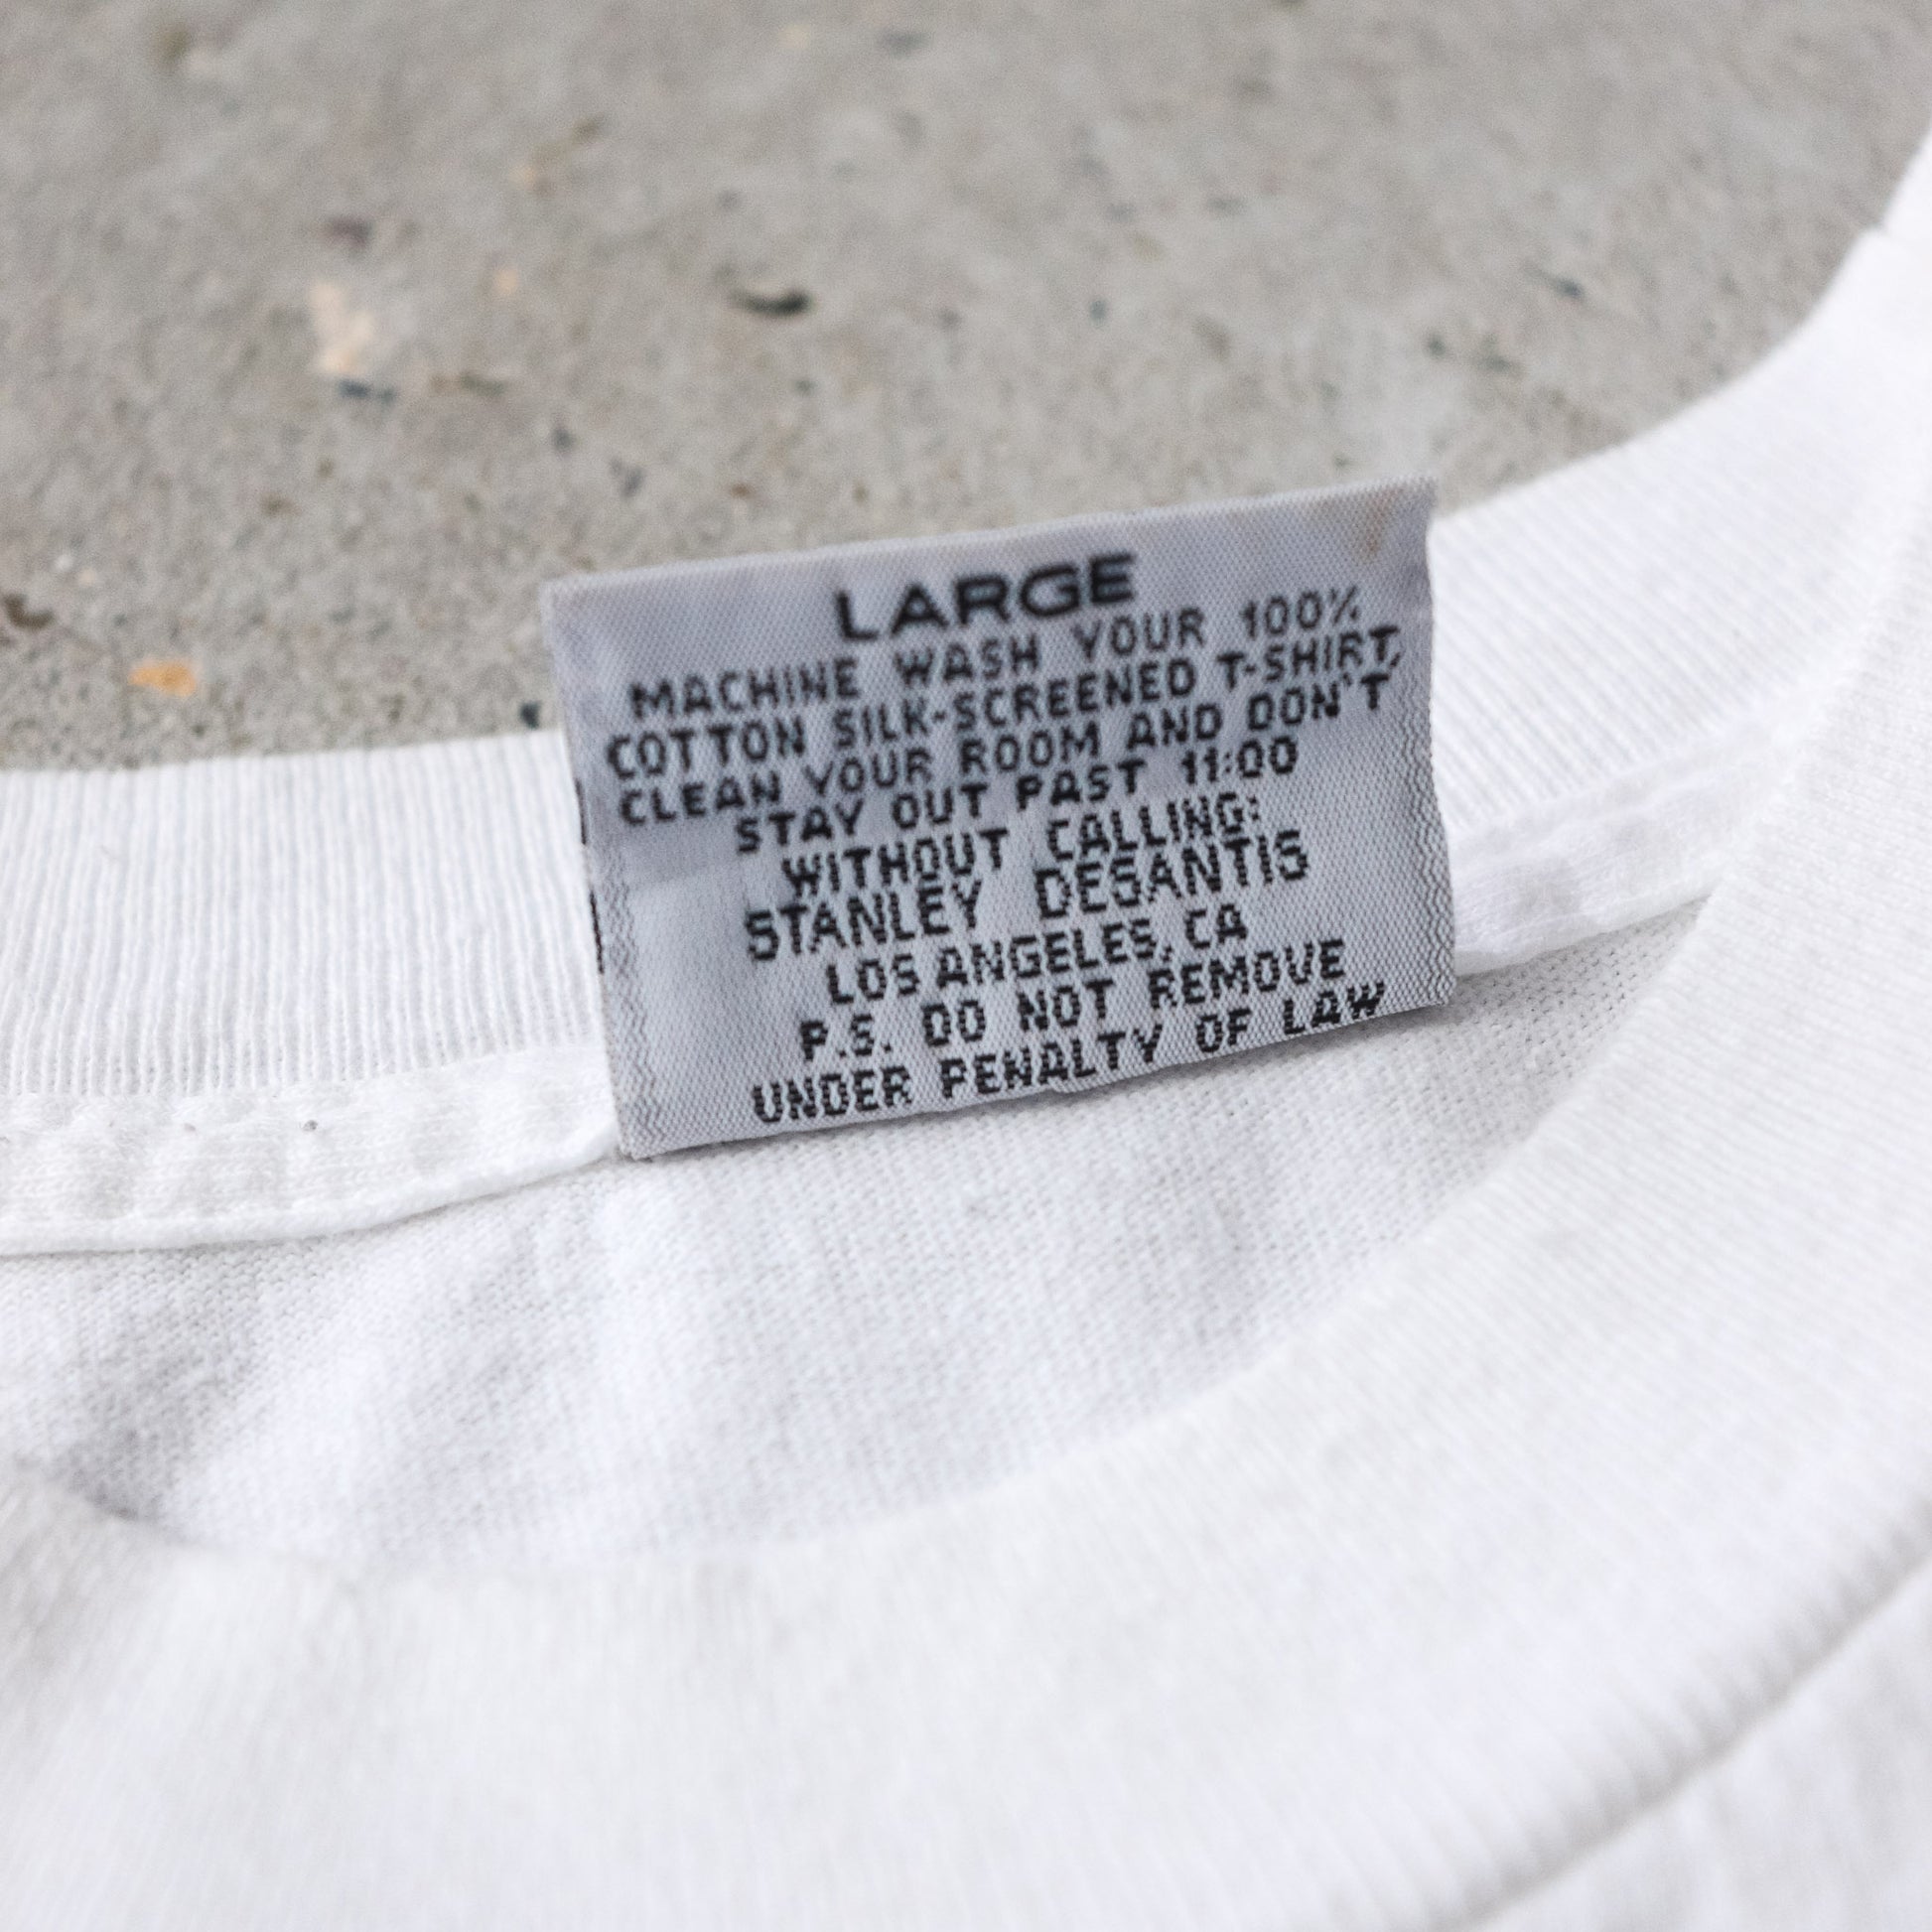 LARGE
MACHINE WASH YOUR 100%
COTTON SILK-SCREENED T-SHIRT,
CLEAN YOUR ROOM AND DON'T
STAY OUT PAST 11:00
WITHOUT CALLING:
STANLEY DESANTIS
LOS ANGELES, CA
P.S. DO NOT REMOVE
UNDER PENALTY OF LAW